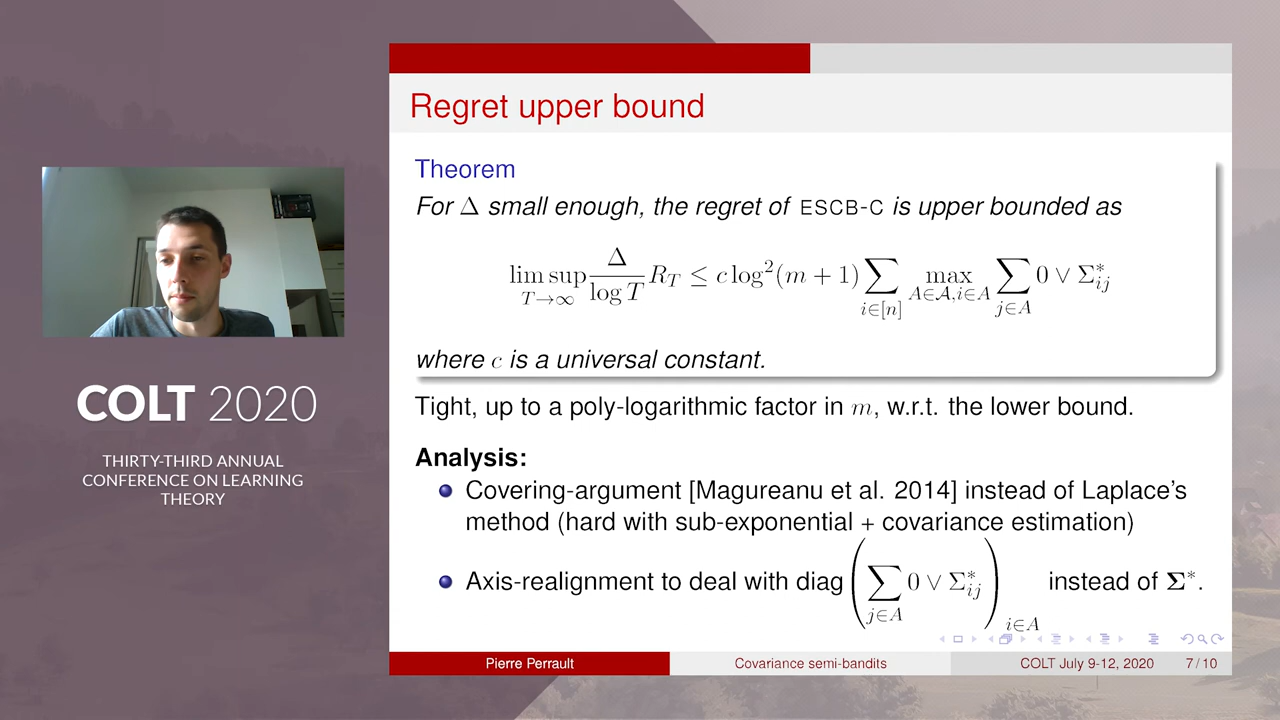 Regret upper bound
Theorem
For Δ small enough, the regret of ESCB-C is upper bounded as
lim sup_{T→∞} Δ/log T R_T ≤ c log²(m + 1) ∑_{i∈[n]} max_{A∈𝒜,i∈A} ∑_{j∈A} 0 ∨ Σ*_{ij}
where c is a universal constant.
Tight, up to a poly-logarithmic factor in m, w.r.t. the lower bound.
Analysis:
Covering-argument [Magureanu et al. 2014] instead of Laplace's
method (hard with sub-exponential + covariance estimation)
Axis-realignment to deal with diag(∑_{j∈A} 0 ∨ Σ*_{ij})_{i∈A} instead of Σ*.
Pierre Perrault Covariance semi-bandits COLT July 9-12, 2020 7/10
COLT 2020
THIRTY-THIRD ANNUAL
CONFERENCE ON LEARNING
THEORY